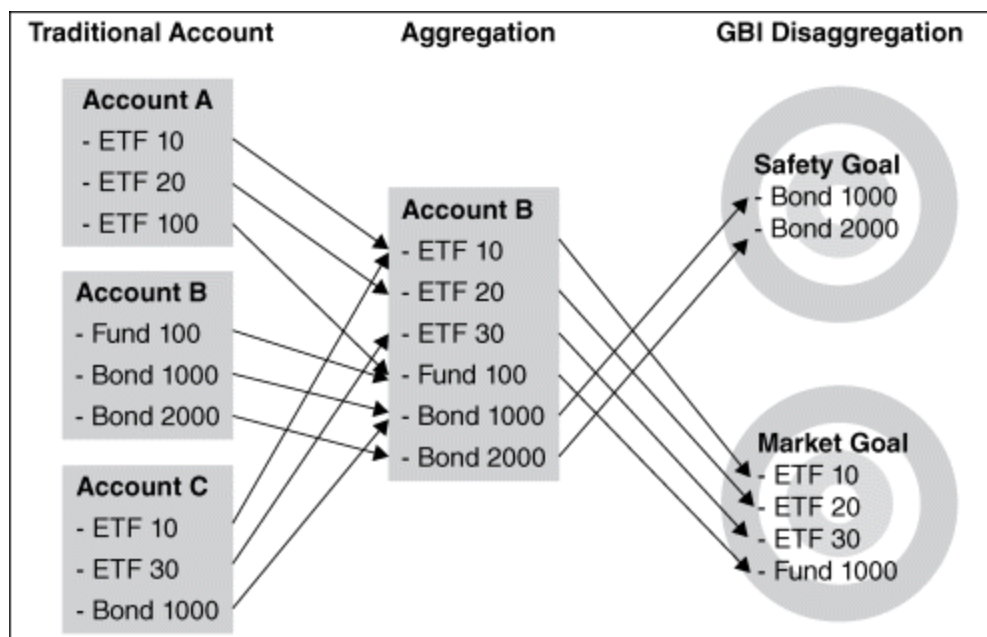 Traditional Account
Aggregation
GBI Disaggregation
Account A
- ETF 10
- ETF 20
- ETF 100
Account B
- Fund 100
- Bond 1000
- Bond 2000
Account C
- ETF 10
- ETF 30
- Bond 1000
Account B
- ETF 10
- ETF 20
- ETF 30
- Fund 100
- Bond 1000
- Bond 2000
Safety Goal
- Bond 1000
- Bond 2000
Market Goal
- ETF 10
- ETF 20
- ETF 30
- Fund 1000